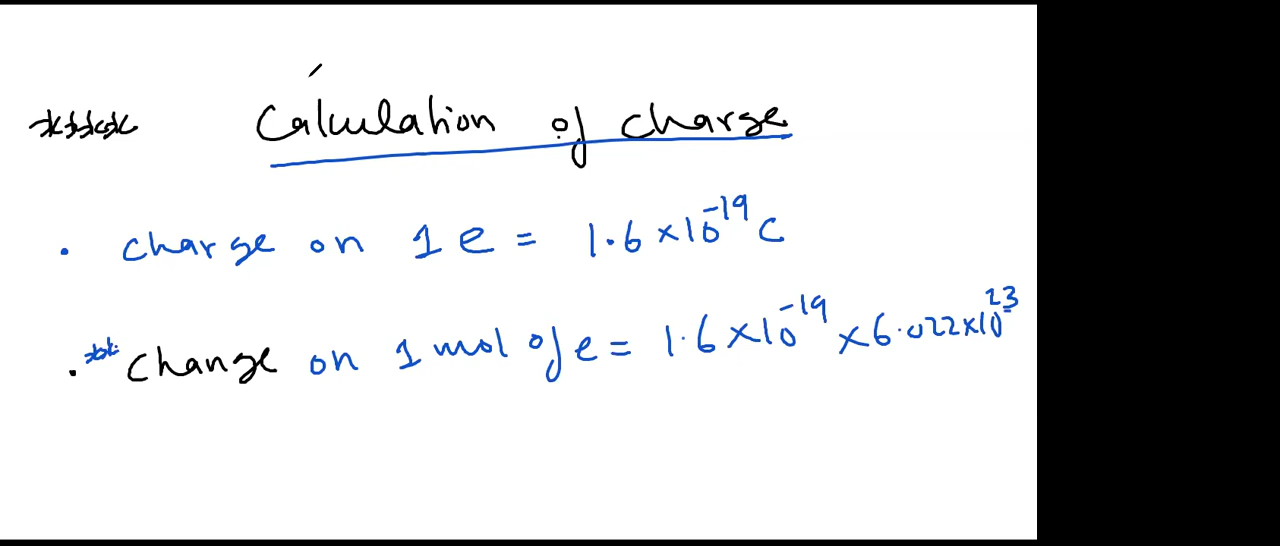 Calculation of charge
. charge on 1 e = 1.6 × 10⁻¹⁹ C
. change on 1 mol of e = 1.6 × 10⁻¹⁹ × 6.022 × 10²³